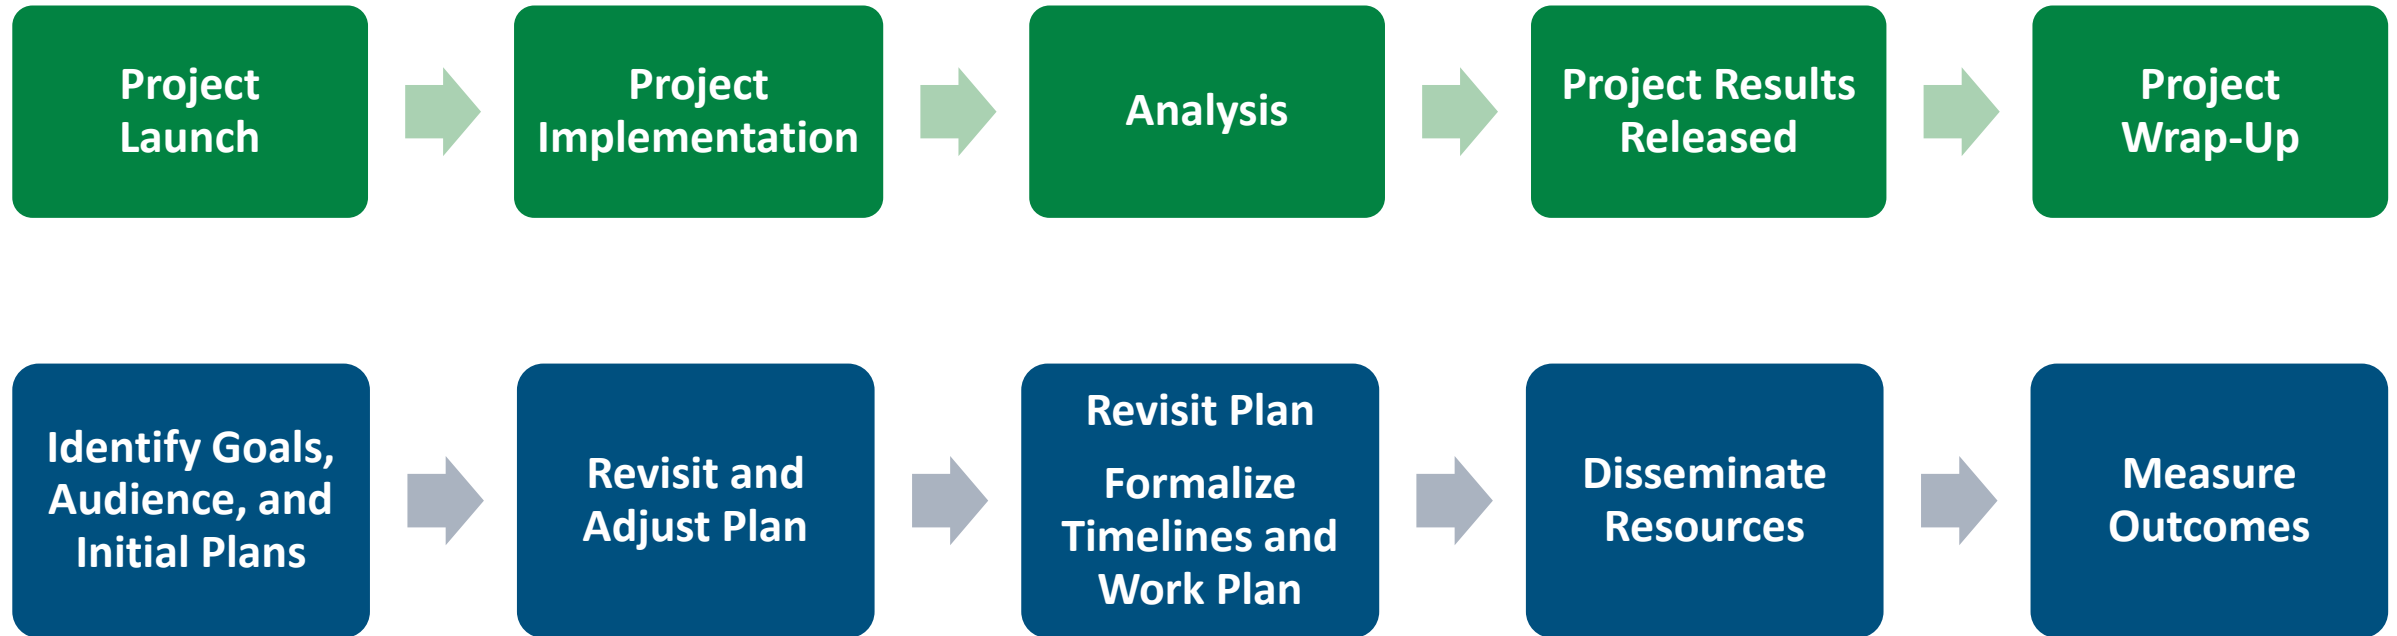 Project
Launch
Project
Implementation
Analysis
Project Results
Released
Project
Wrap-Up
Identify Goals,
Audience, and
Initial Plans
Revisit and
Adjust Plan
Revisit Plan
Formalize
Timelines and
Work Plan
Disseminate
Resources
Measure
Outcomes